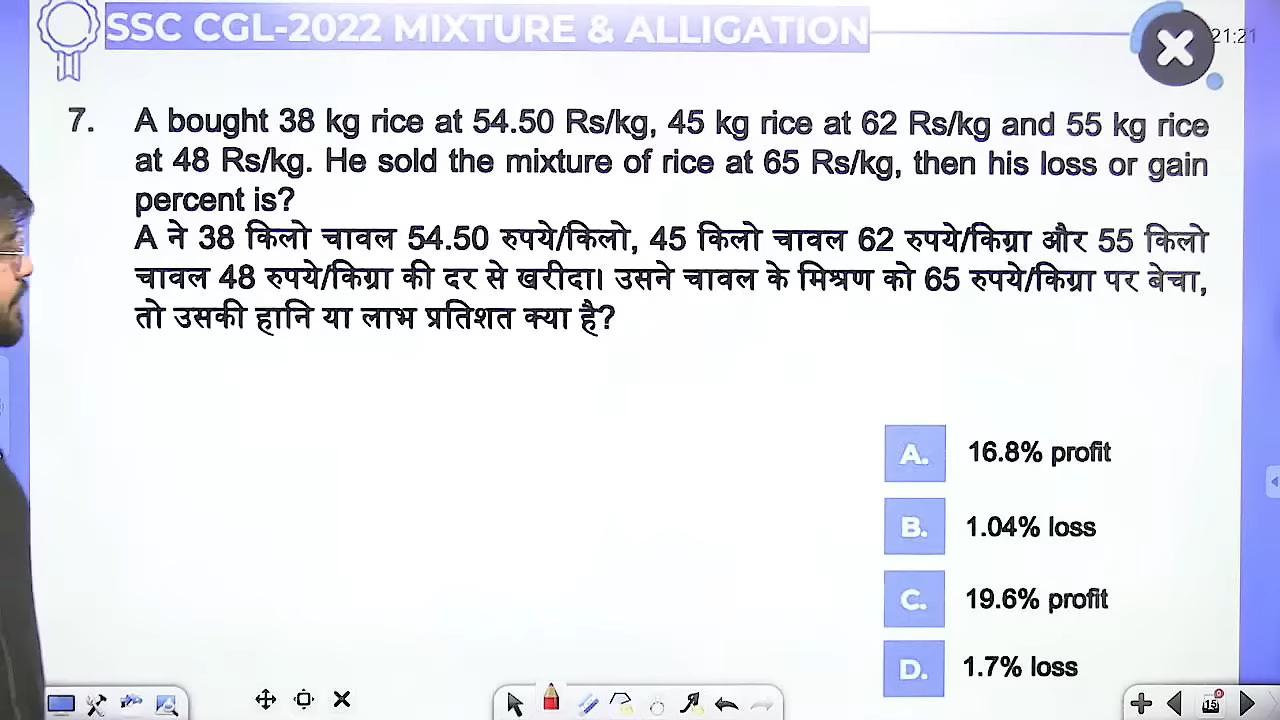 SSC CGL-2022 MIXTURE & ALLIGATION
21:21
7. A bought 38 kg rice at 54.50 Rs/kg, 45 kg rice at 62 Rs/kg and 55 kg rice
at 48 Rs/kg. He sold the mixture of rice at 65 Rs/kg, then his loss or gain
percent is?
A ने 38 किलो चावल 54.50 रुपये/किलो, 45 किलो चावल 62 रुपये/किग्रा और 55 किलो
चावल 48 रुपये/किग्रा की दर से खरीदा। उसने चावल के मिश्रण को 65 रुपये/किग्रा पर बेचा,
तो उसकी हानि या लाभ प्रतिशत क्या है?
A. 16.8% profit
B. 1.04% loss
C. 19.6% profit
D. 1.7% loss
15